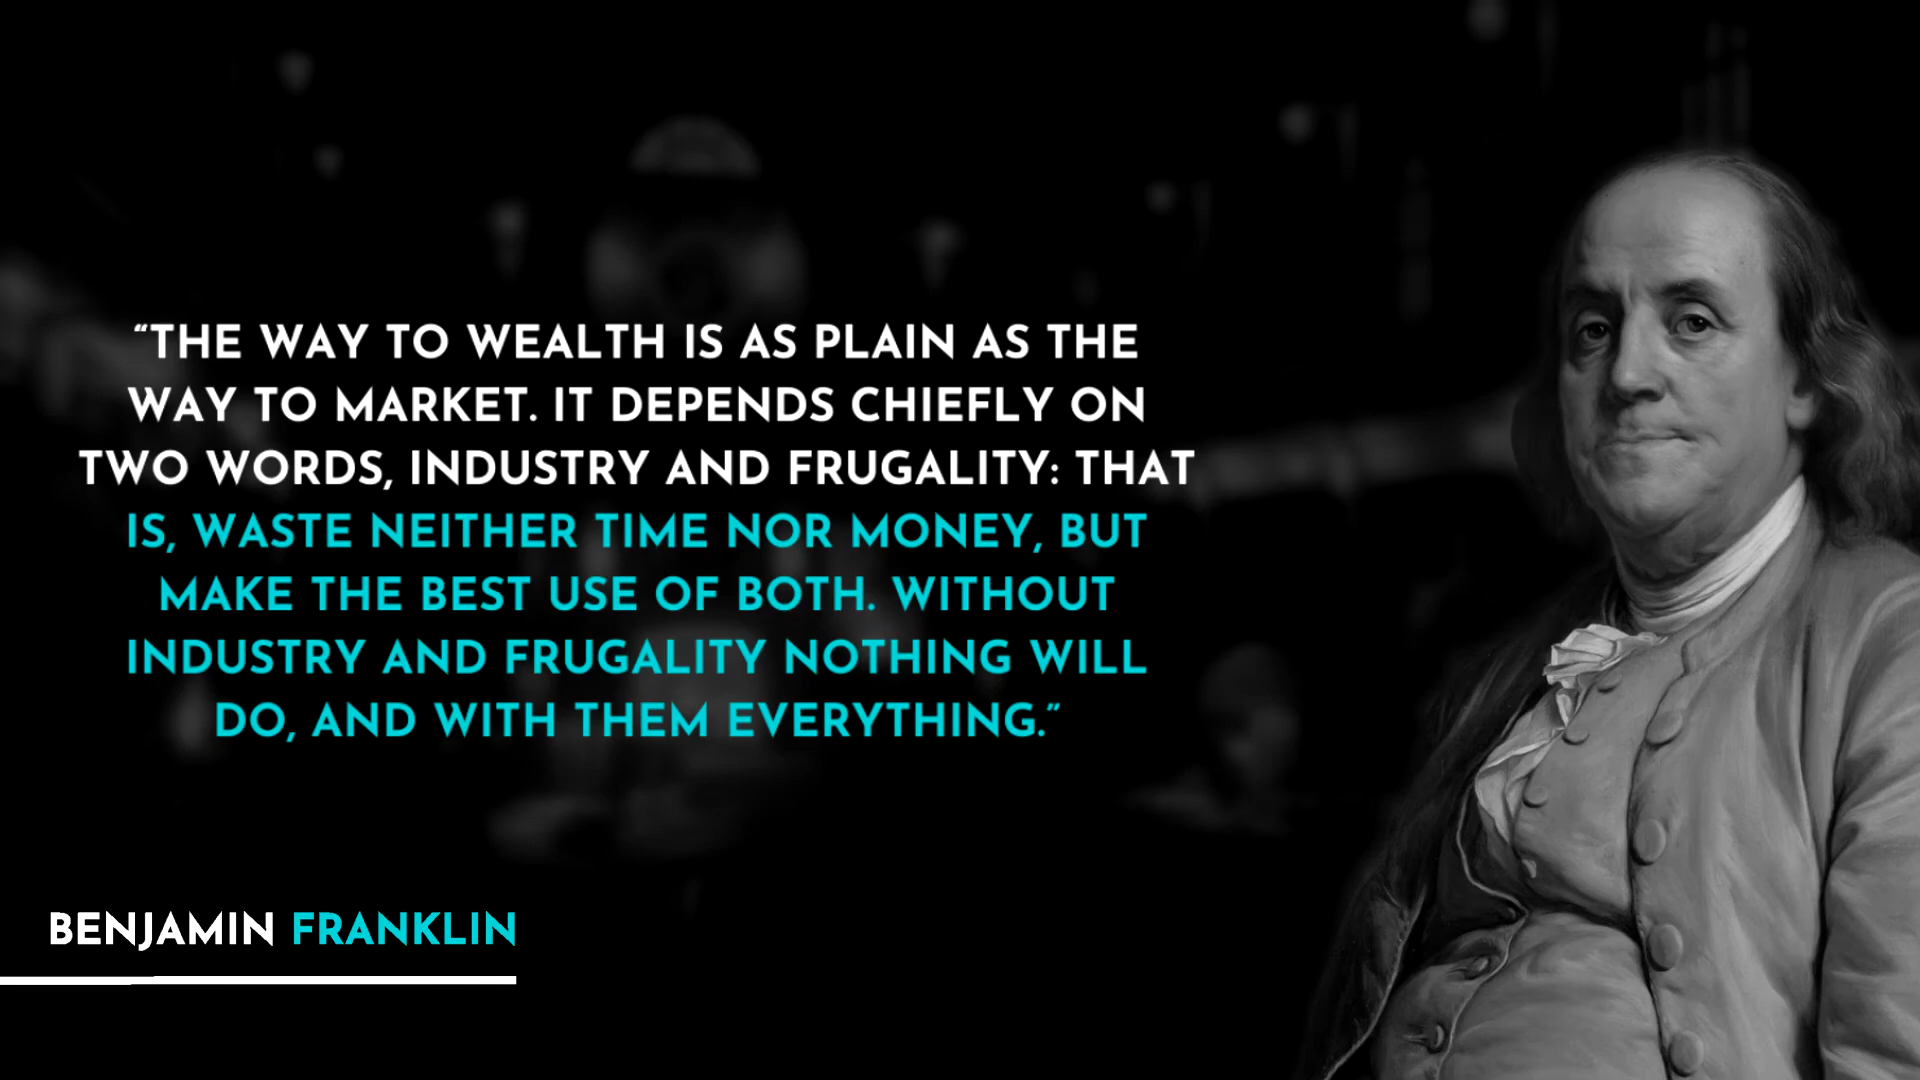 “THE WAY TO WEALTH IS AS PLAIN AS THE
WAY TO MARKET. IT DEPENDS CHIEFLY ON
TWO WORDS, INDUSTRY AND FRUGALITY: THAT
IS, WASTE NEITHER TIME NOR MONEY, BUT
MAKE THE BEST USE OF BOTH. WITHOUT
INDUSTRY AND FRUGALITY NOTHING WILL
DO, AND WITH THEM EVERYTHING.”
BENJAMIN FRANKLIN